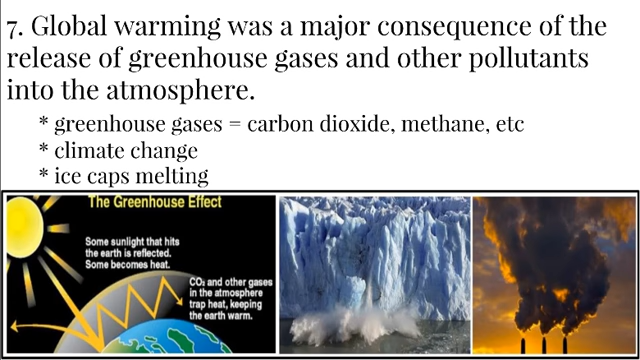 7. Global warming was a major consequence of the
release of greenhouse gases and other pollutants
into the atmosphere.
* greenhouse gases = carbon dioxide, methane, etc
* climate change
* ice caps melting
The Greenhouse Effect
Some sunlight that hits
the earth is reflected.
Some becomes heat.
CO₂ and other gases
in the atmosphere
trap heat, keeping
the earth warm.